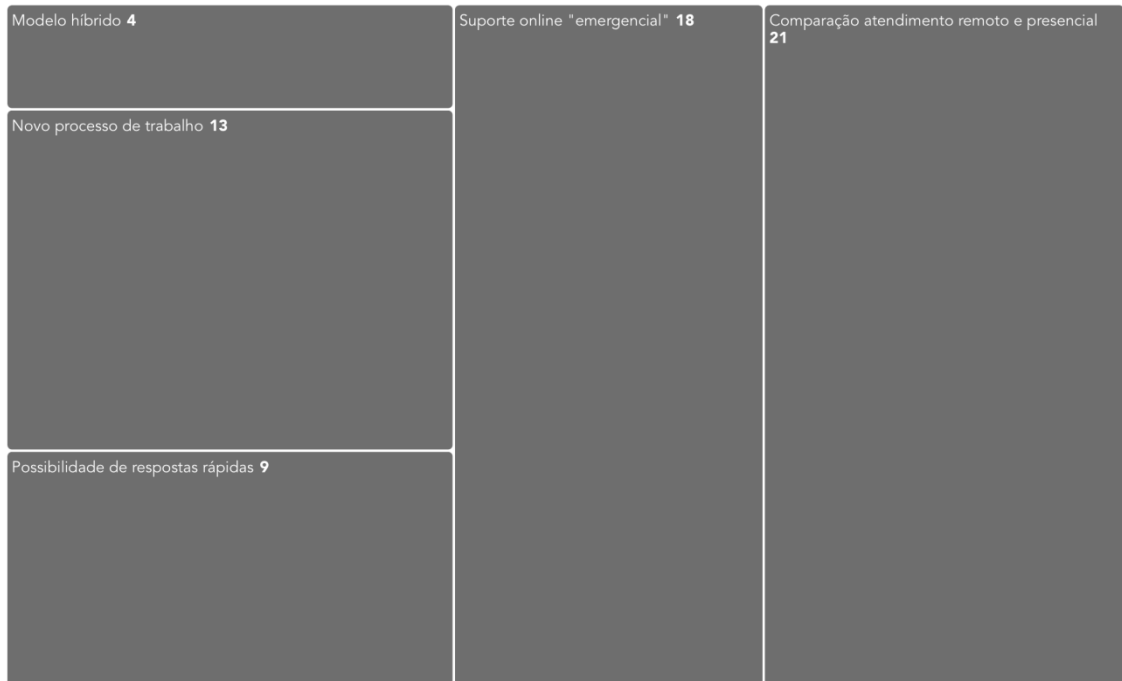 Modelo híbrido 4
Novo processo de trabalho 13
Possibilidade de respostas rápidas 9
Suporte online "emergencial" 18
Comparação atendimento remoto e presencial
21